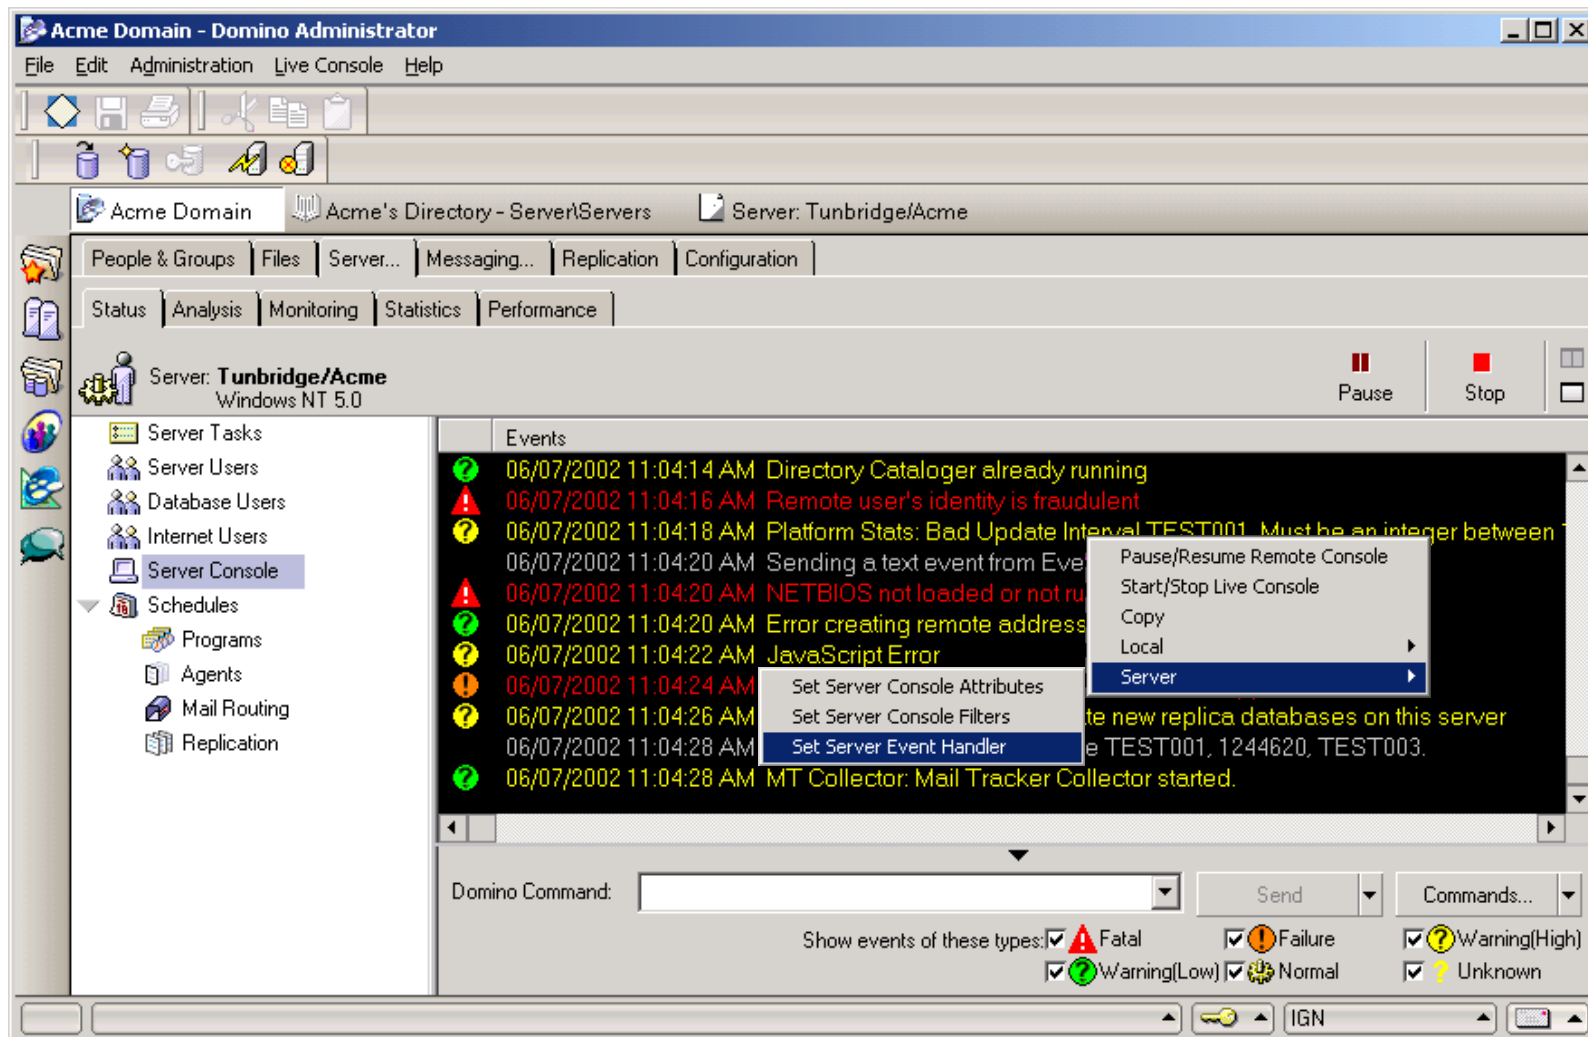 Acme Domain - Domino Administrator
File Edit Administration Live Console Help
Acme Domain Acme's Directory - Server\Servers Server: Tunbridge/Acme
People & Groups Files Server... Messaging... Replication Configuration
Status Analysis Monitoring Statistics Performance
Server: Tunbridge/Acme
Windows NT 5.0
Pause Stop
Server Tasks
Server Users
Database Users
Internet Users
Server Console
Schedules
Programs
Agents
Mail Routing
Replication
Events
06/07/2002 11:04:14 AM Directory Cataloger already running
06/07/2002 11:04:16 AM Remote user's identity is fraudulent
06/07/2002 11:04:18 AM Platform Stats: Bad Update Interval TEST001. Must be an integer between
06/07/2002 11:04:20 AM Sending a text event from Eve
06/07/2002 11:04:20 AM NETBIOS not loaded or not ru
06/07/2002 11:04:20 AM Error creating remote address
06/07/2002 11:04:22 AM JavaScript Error
06/07/2002 11:04:24 AM
06/07/2002 11:04:26 AM te new replica databases on this server
06/07/2002 11:04:28 AM e TEST001, 1244620, TEST003.
06/07/2002 11:04:28 AM MT Collector: Mail Tracker Collector started.
Pause/Resume Remote Console
Start/Stop Live Console
Copy
Local
Server
Set Server Console Attributes
Set Server Console Filters
Set Server Event Handler
Domino Command: Send Commands...
Show events of these types: Fatal Failure Warning(High)
Warning(Low) Normal Unknown
IGN